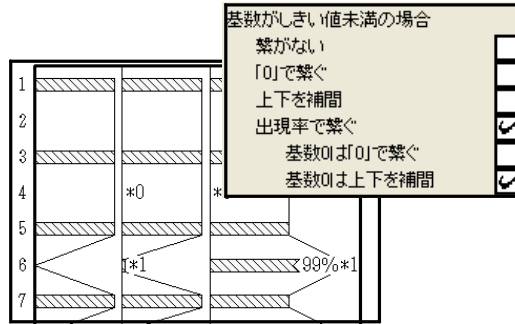 基数がしきい値未満の場合
繋がない
「0」で繋ぐ
上下を補間
出現率で繋ぐ
基数0は「0」で繋ぐ
基数0は上下を補間
1
2
3
4 *0 *
5
6 *1 99%*1
7